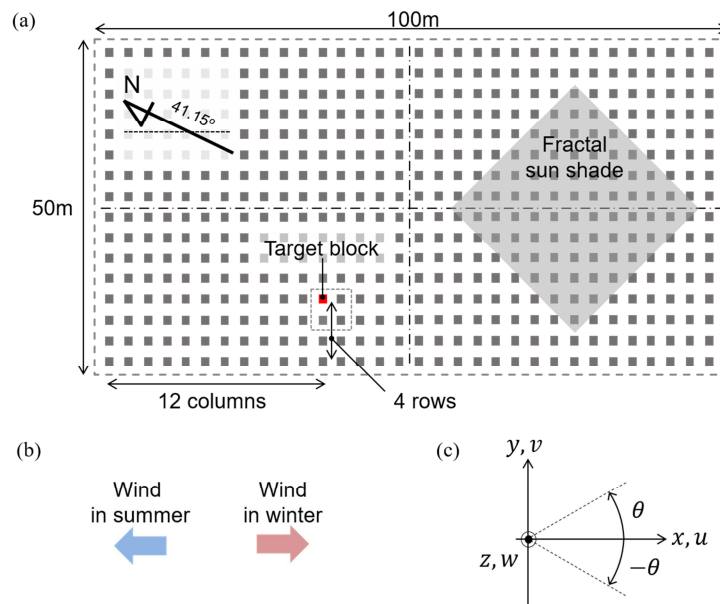 (a)
100m
N
41.15°
Fractal
sun shade
50m
Target block
12 columns
4 rows
(b)
(c)
Wind
in summer
Wind
in winter
y, v
θ
x, u
z, w
−θ